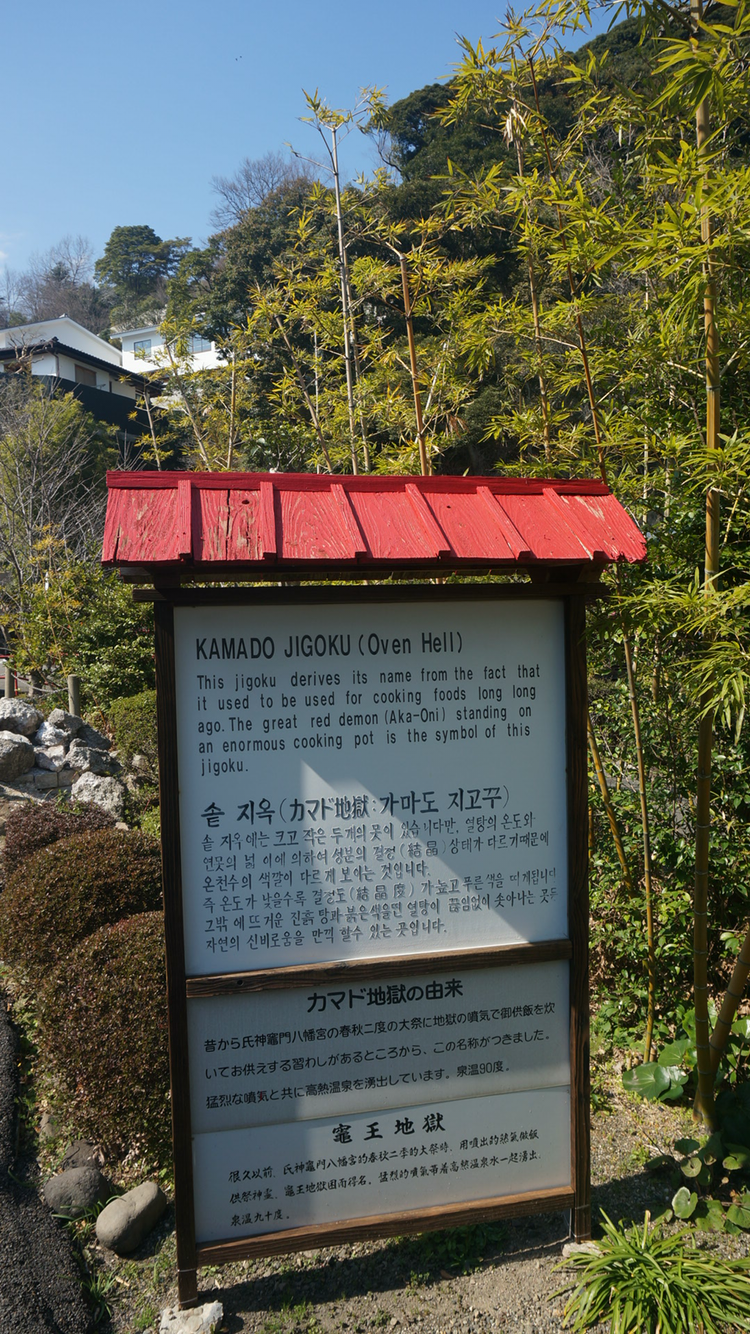 KAMADO JIGOKU (Oven Hell)
This jigoku derives its name from the fact that
it used to be used for cooking foods long long
ago. The great red demon (Aka-Oni) standing on
an enormous cooking pot is the symbol of this
jigoku.
솥 지옥 (カマド地獄:가마도 지고꾸)
솥 지옥에는 크고 작은 두개의 못이 있습니다만, 열탕의 온도와
연못의 넓이에 의하여 성분의 결정(結晶)상태가 다르기때문에
온천수의 색깔이 다르게 보이는 것입니다.
즉 온도가 낮을수록 결정도(結晶度)가 높고 푸른색을 띠게됩니다
그밖에 뜨거운 진흙탕과 붉은색을띈 열탕이 끊임없이 솟아나는 곳등
자연의 신비로움을 만끽 할수 있는 곳입니다.
カマド地獄の由来
昔から氏神竈門八幡宮の春秋二度の大祭に地獄の噴気で御供飯を炊
いてお供えする習わしがあるところから、この名称がつきました。
猛烈な噴気と共に高熱温泉を湧出しています。泉温90度。
竈王地獄
很久以前,氏神竈門八幡宮的春秋二季的大祭時,用噴出的熱氣做飯
供祭神靈,竈王地獄因而得名,猛烈的噴氣帶着高熱溫泉水一起湧出,
泉溫九十度。